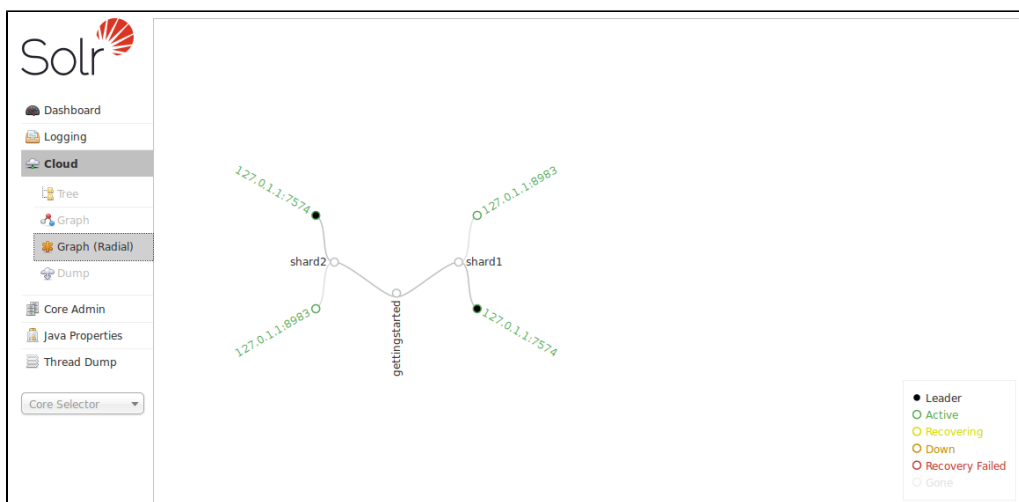 Solr
Dashboard
Logging
Cloud
Tree
Graph
Graph (Radial)
Dump
Core Admin
Java Properties
Thread Dump
Core Selector
127.0.1.1:7574
127.0.1.1:8983
shard2
shard1
127.0.1.1:8983
127.0.1.1:7574
gettingstarted
Leader
Active
Recovering
Down
Recovery Failed
Gone